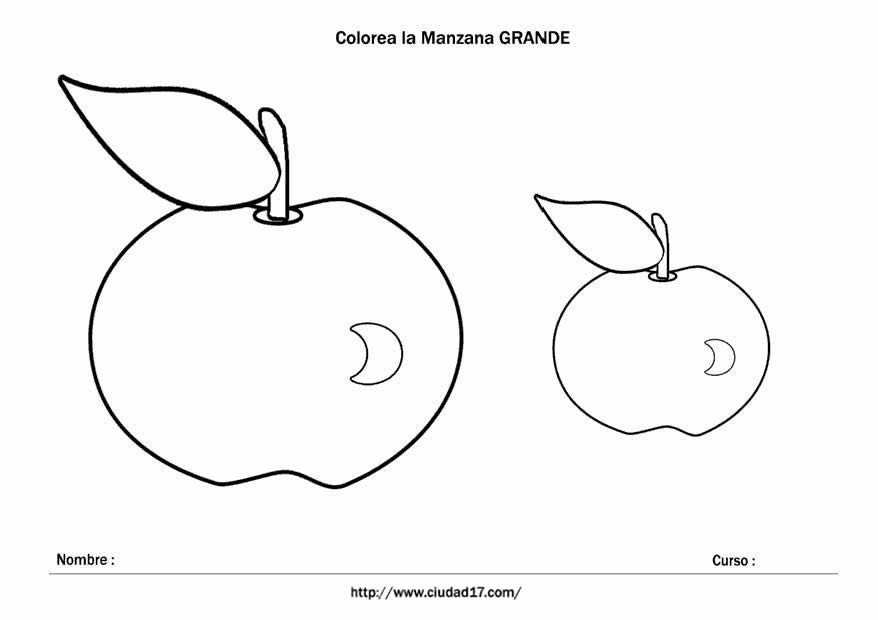 Colorea la Manzana GRANDE
Nombre : Curso :
http://www.ciudad17.com/